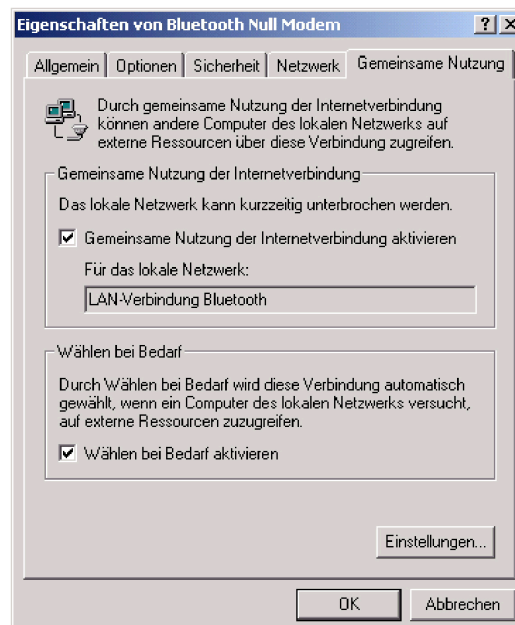 Eigenschaften von Bluetooth Null Modem
Allgemein Optionen Sicherheit Netzwerk Gemeinsame Nutzung
Durch gemeinsame Nutzung der Internetverbindung
können andere Computer des lokalen Netzwerks auf
externe Ressourcen über diese Verbindung zugreifen.
Gemeinsame Nutzung der Internetverbindung
Das lokale Netzwerk kann kurzzeitig unterbrochen werden.
Gemeinsame Nutzung der Internetverbindung aktivieren
Für das lokale Netzwerk:
LAN-Verbindung Bluetooth
Wählen bei Bedarf
Durch Wählen bei Bedarf wird diese Verbindung automatisch
gewählt, wenn ein Computer des lokalen Netzwerks versucht,
auf externe Ressourcen zuzugreifen.
Wählen bei Bedarf aktivieren
Einstellungen...
OK Abbrechen